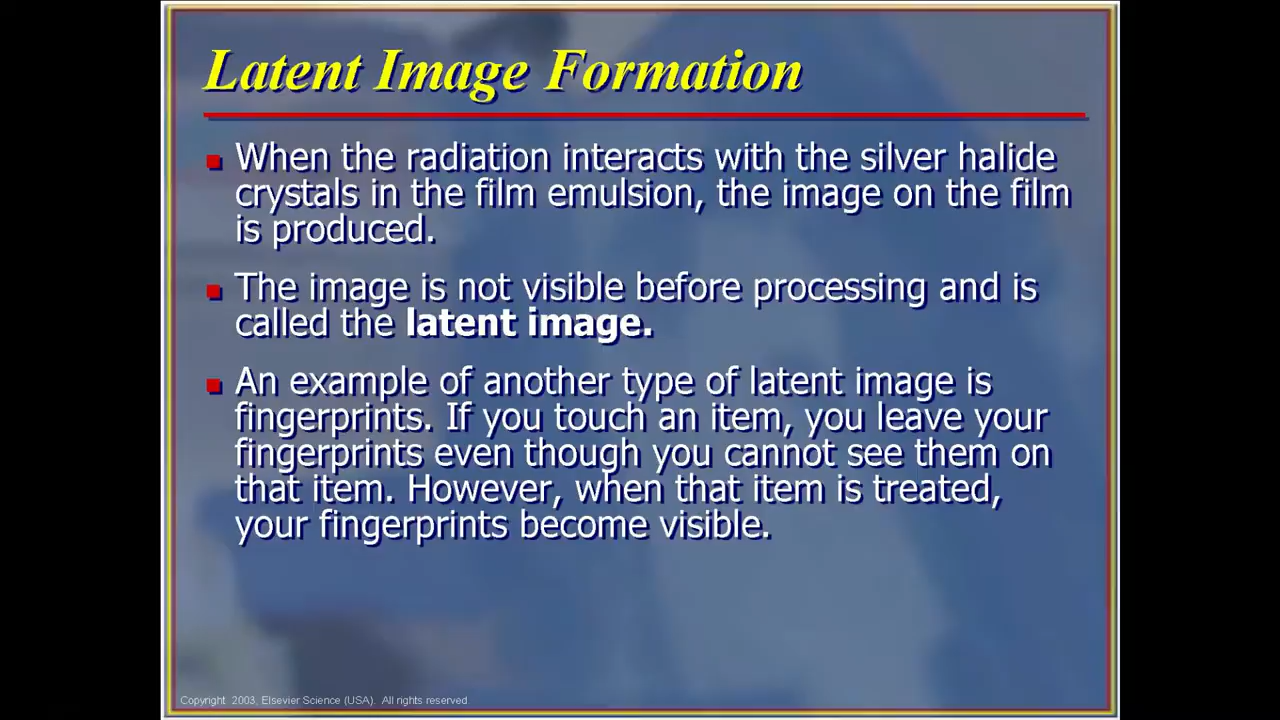 Latent Image Formation
When the radiation interacts with the silver halide
crystals in the film emulsion, the image on the film
is produced.
The image is not visible before processing and is
called the latent image.
An example of another type of latent image is
fingerprints. If you touch an item, you leave your
fingerprints even though you cannot see them on
that item. However, when that item is treated,
your fingerprints become visible.
Copyright 2003, Elsevier Science (USA). All rights reserved